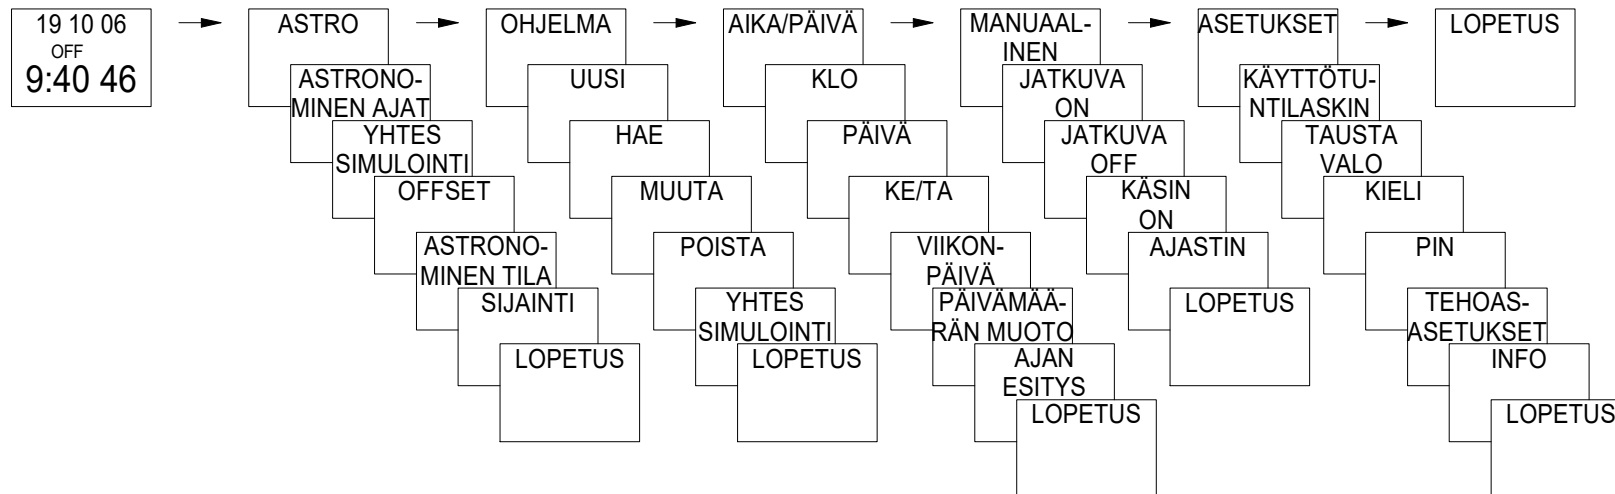 19 10 06
OFF
9:40 46
ASTRO
ASTRONO-
MINEN AJAT
YHTES
SIMULOINTI
OFFSET
ASTRONO-
MINEN TILA
SIJAINTI
LOPETUS
OHJELMA
UUSI
HAE
MUUTA
POISTA
YHTES
SIMULOINTI
LOPETUS
AIKA/PÄIVÄ
KLO
PÄIVÄ
KE/TA
VIIKON-
PÄIVÄ
PÄIVÄMÄÄ-
RÄN MUOTO
AJAN
ESITYS
LOPETUS
MANUAAL-
INEN
JATKUVA
ON
JATKUVA
OFF
KÄSIN
ON
AJASTIN
LOPETUS
ASETUKSET
KÄYTTÖTU-
NTILASKIN
TAUSTA
VALO
KIELI
PIN
TEHOAS-
ASETUKSET
INFO
LOPETUS
LOPETUS